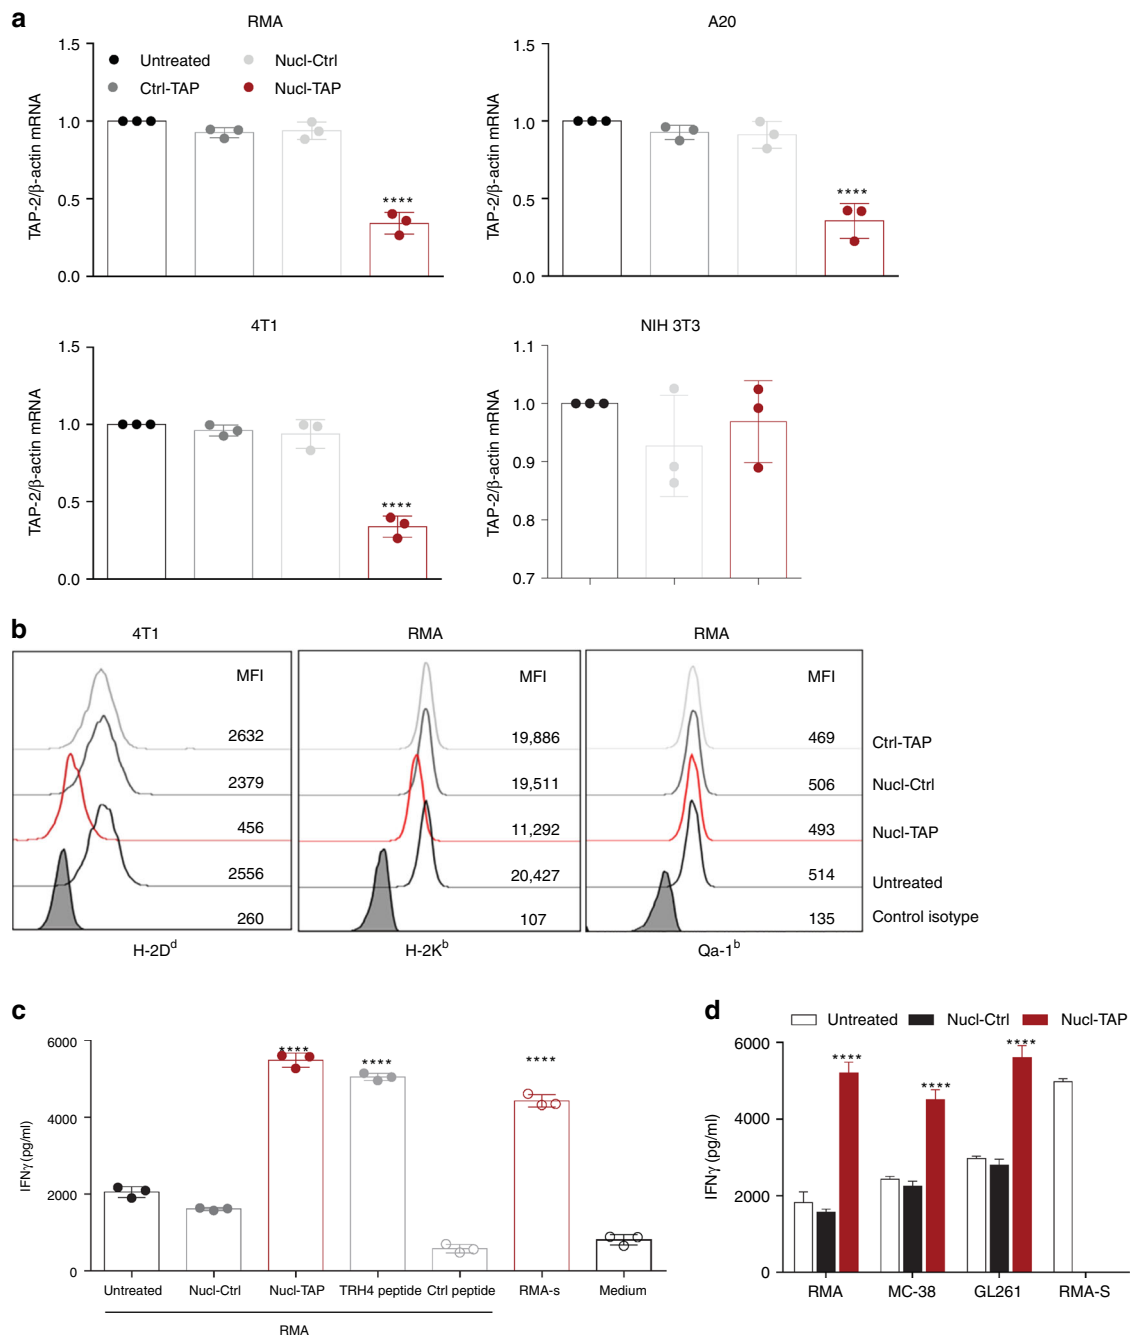 a
RMA
1.5
1.0
0.5
0.0
TAP-2/β-actin mRNA
Untreated
Nucl-Ctrl
Ctrl-TAP
Nucl-TAP
****
A20
1.5
1.0
0.5
0.0
TAP-2/β-actin mRNA
****
4T1
1.5
1.0
0.5
0.0
TAP-2/β-actin mRNA
****
NIH 3T3
1.1
1.0
0.9
0.8
0.7
TAP-2/β-actin mRNA
b
4T1
MFI
2632
2379
456
2556
260
H-2Dᵈ
RMA
MFI
19,886
19,511
11,292
20,427
107
H-2Kᵇ
RMA
MFI
469
506
493
514
135
Qa-1ᵇ
Ctrl-TAP
Nucl-Ctrl
Nucl-TAP
Untreated
Control isotype
c
6000
4000
2000
0
IFNγ (pg/ml)
****
****
****
Untreated
Nucl-Ctrl
Nucl-TAP
TRH4 peptide
Ctrl peptide
RMA-s
Medium
RMA
d
Untreated
Nucl-Ctrl
Nucl-TAP
6000
4000
2000
0
IFNγ (pg/ml)
****
****
****
RMA
MC-38
GL261
RMA-S